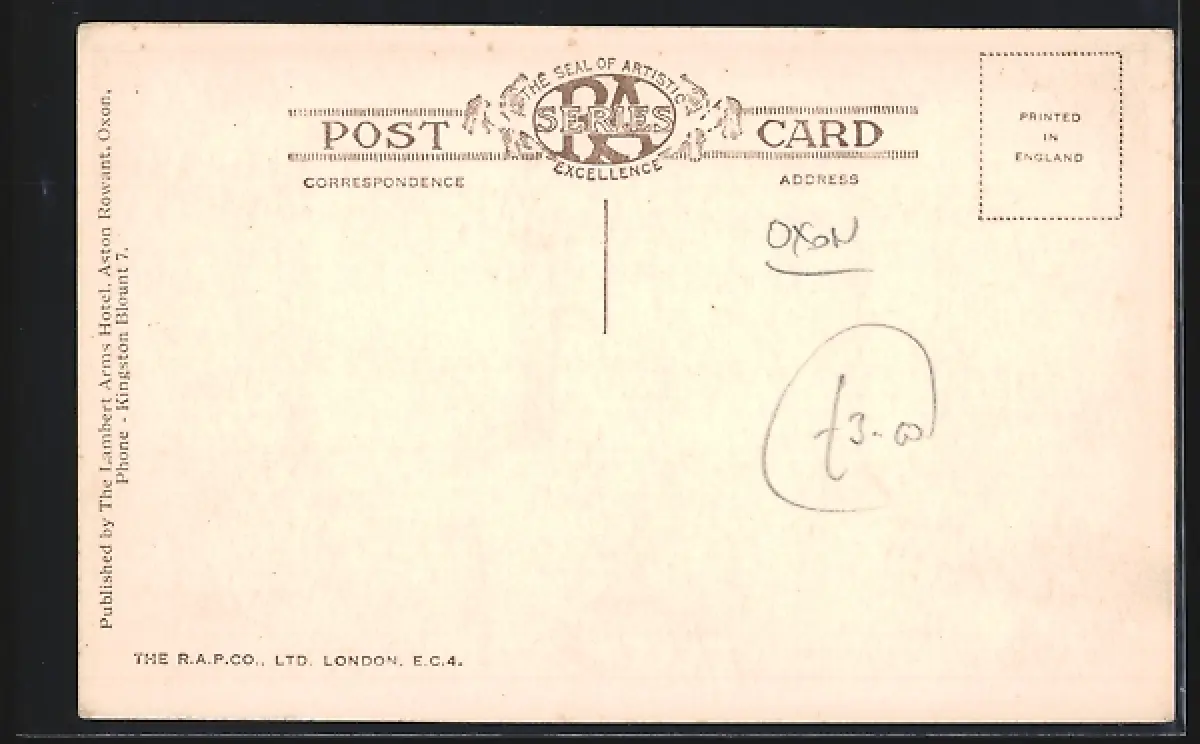 THE SEAL OF ARTISTIC
RA
SERIES
EXCELLENCE
POST CARD
CORRESPONDENCE
ADDRESS
PRINTED
IN
ENGLAND
OXON
£3-00
Published by The Lambert Arms Hotel, Aston Rowant, Oxon,
Phone - Kingston Blount 7.
THE R.A.P.CO., LTD. LONDON. E.C.4.